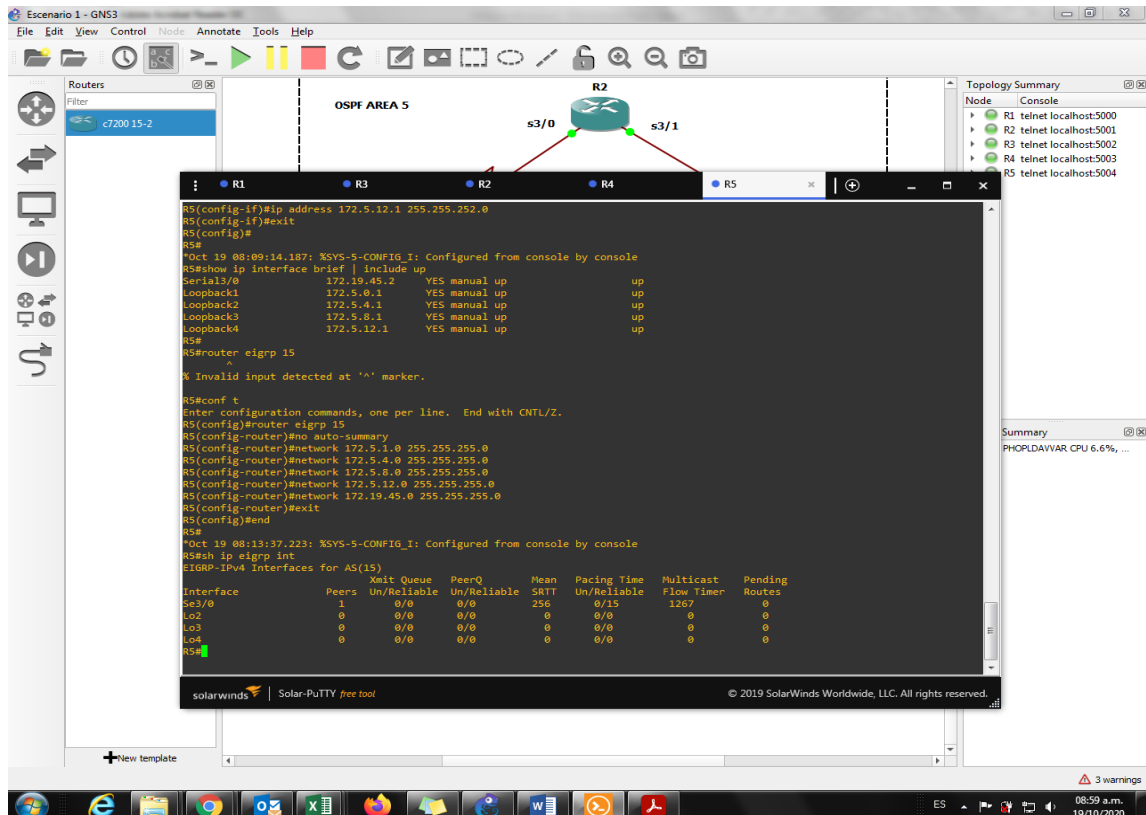 Escenario 1 - GNS3
File Edit View Control Node Annotate Tools Help
Routers
Filter
c7200 15-2
New template
OSPF AREA 5
R2
s3/0
s3/1
Topology Summary
Node Console
R1 telnet localhost:5000
R2 telnet localhost:5001
R3 telnet localhost:5002
R4 telnet localhost:5003
R5 telnet localhost:5004
Summary
PHOPLDAVVAR CPU 6.6%, ...
R1 R3 R2 R4 R5
R5(config-if)#ip address 172.5.12.1 255.255.252.0
R5(config-if)#exit
R5(config)#
R5#
*Oct 19 08:09:14.187: %SYS-5-CONFIG_I: Configured from console by console
R5#show ip interface brief | include up
Serial3/0 172.19.45.2 YES manual up up
Loopback1 172.5.0.1 YES manual up up
Loopback2 172.5.4.1 YES manual up up
Loopback3 172.5.8.1 YES manual up up
Loopback4 172.5.12.1 YES manual up up
R5#
R5#router eigrp 15
^
% Invalid input detected at '^' marker.
R5#conf t
Enter configuration commands, one per line. End with CNTL/Z.
R5(config)#router eigrp 15
R5(config-router)#no auto-summary
R5(config-router)#network 172.5.1.0 255.255.255.0
R5(config-router)#network 172.5.4.0 255.255.255.0
R5(config-router)#network 172.5.8.0 255.255.255.0
R5(config-router)#network 172.5.12.0 255.255.255.0
R5(config-router)#network 172.19.45.0 255.255.255.0
R5(config-router)#exit
R5(config)#end
R5#
*Oct 19 08:13:37.223: %SYS-5-CONFIG_I: Configured from console by console
R5#sh ip eigrp int
EIGRP-IPv4 Interfaces for AS(15)
Xmit Queue PeerQ Mean Pacing Time Multicast Pending
Interface Peers Un/Reliable Un/Reliable SRTT Un/Reliable Flow Timer Routes
Se3/0 1 0/0 0/0 256 0/15 1267 0
Lo2 0 0/0 0/0 0 0/0 0 0
Lo3 0 0/0 0/0 0 0/0 0 0
Lo4 0 0/0 0/0 0 0/0 0 0
R5#
solarwinds Solar-PuTTY free tool © 2019 SolarWinds Worldwide, LLC. All rights reserved.
3 warnings
ES 08:59 a.m.
19/10/2020